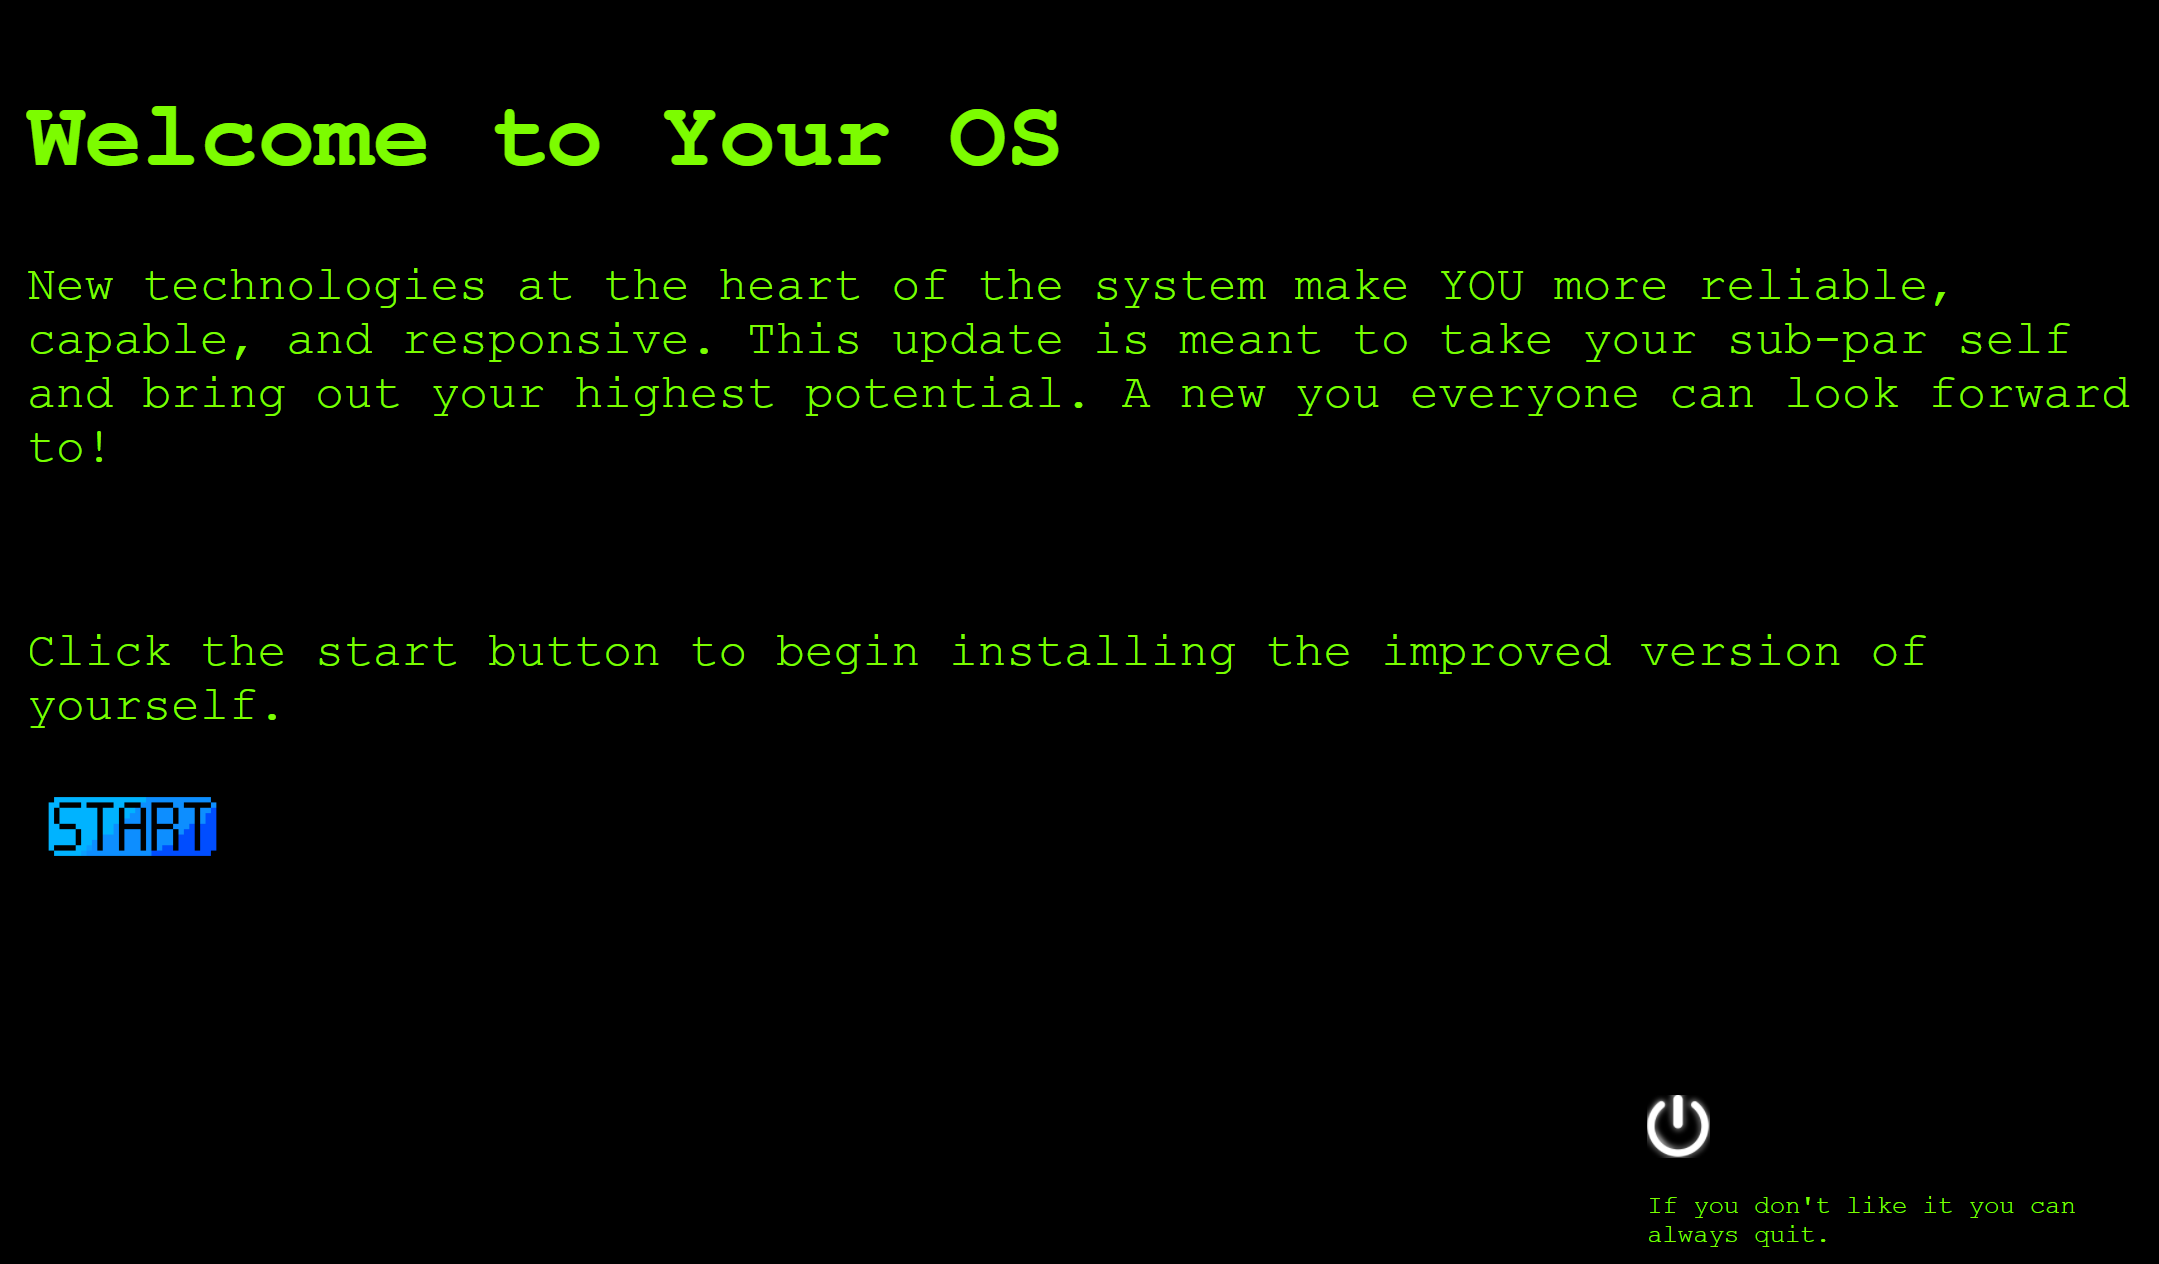 Welcome to Your OS
New technologies at the heart of the system make YOU more reliable,
capable, and responsive. This update is meant to take your sub-par self
and bring out your highest potential. A new you everyone can look forward
to!
Click the start button to begin installing the improved version of
yourself.
START
If you don't like it you can
always quit.